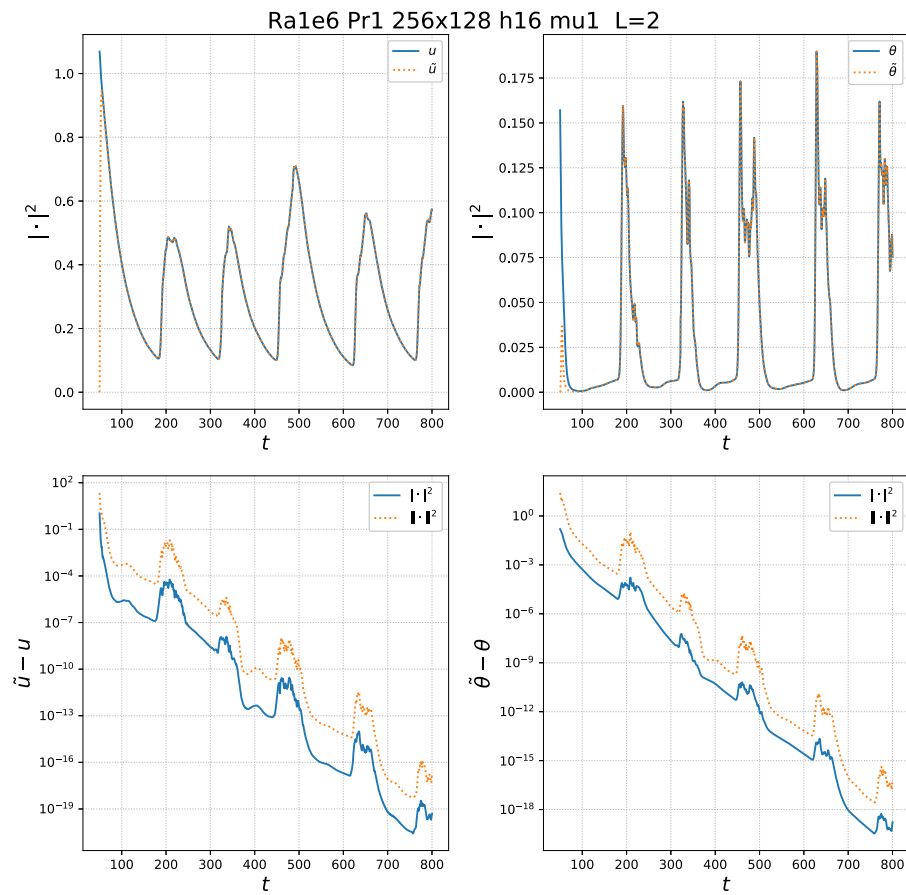 Ra1e6 Pr1 256x128 h16 mu1 L=2
u
ũ
θ
θ̃
|·|²
1.0
0.8
0.6
0.4
0.2
0.0
100 200 300 400 500 600 700 800
t
|·|²
0.175
0.150
0.125
0.100
0.075
0.050
0.025
0.000
100 200 300 400 500 600 700 800
t
|·|²
‖·‖²
ũ − u
10²
10⁻¹
10⁻⁴
10⁻⁷
10⁻¹⁰
10⁻¹³
10⁻¹⁶
10⁻¹⁹
100 200 300 400 500 600 700 800
t
|·|²
‖·‖²
θ̃ − θ
10⁰
10⁻³
10⁻⁶
10⁻⁹
10⁻¹²
10⁻¹⁵
10⁻¹⁸
100 200 300 400 500 600 700 800
t